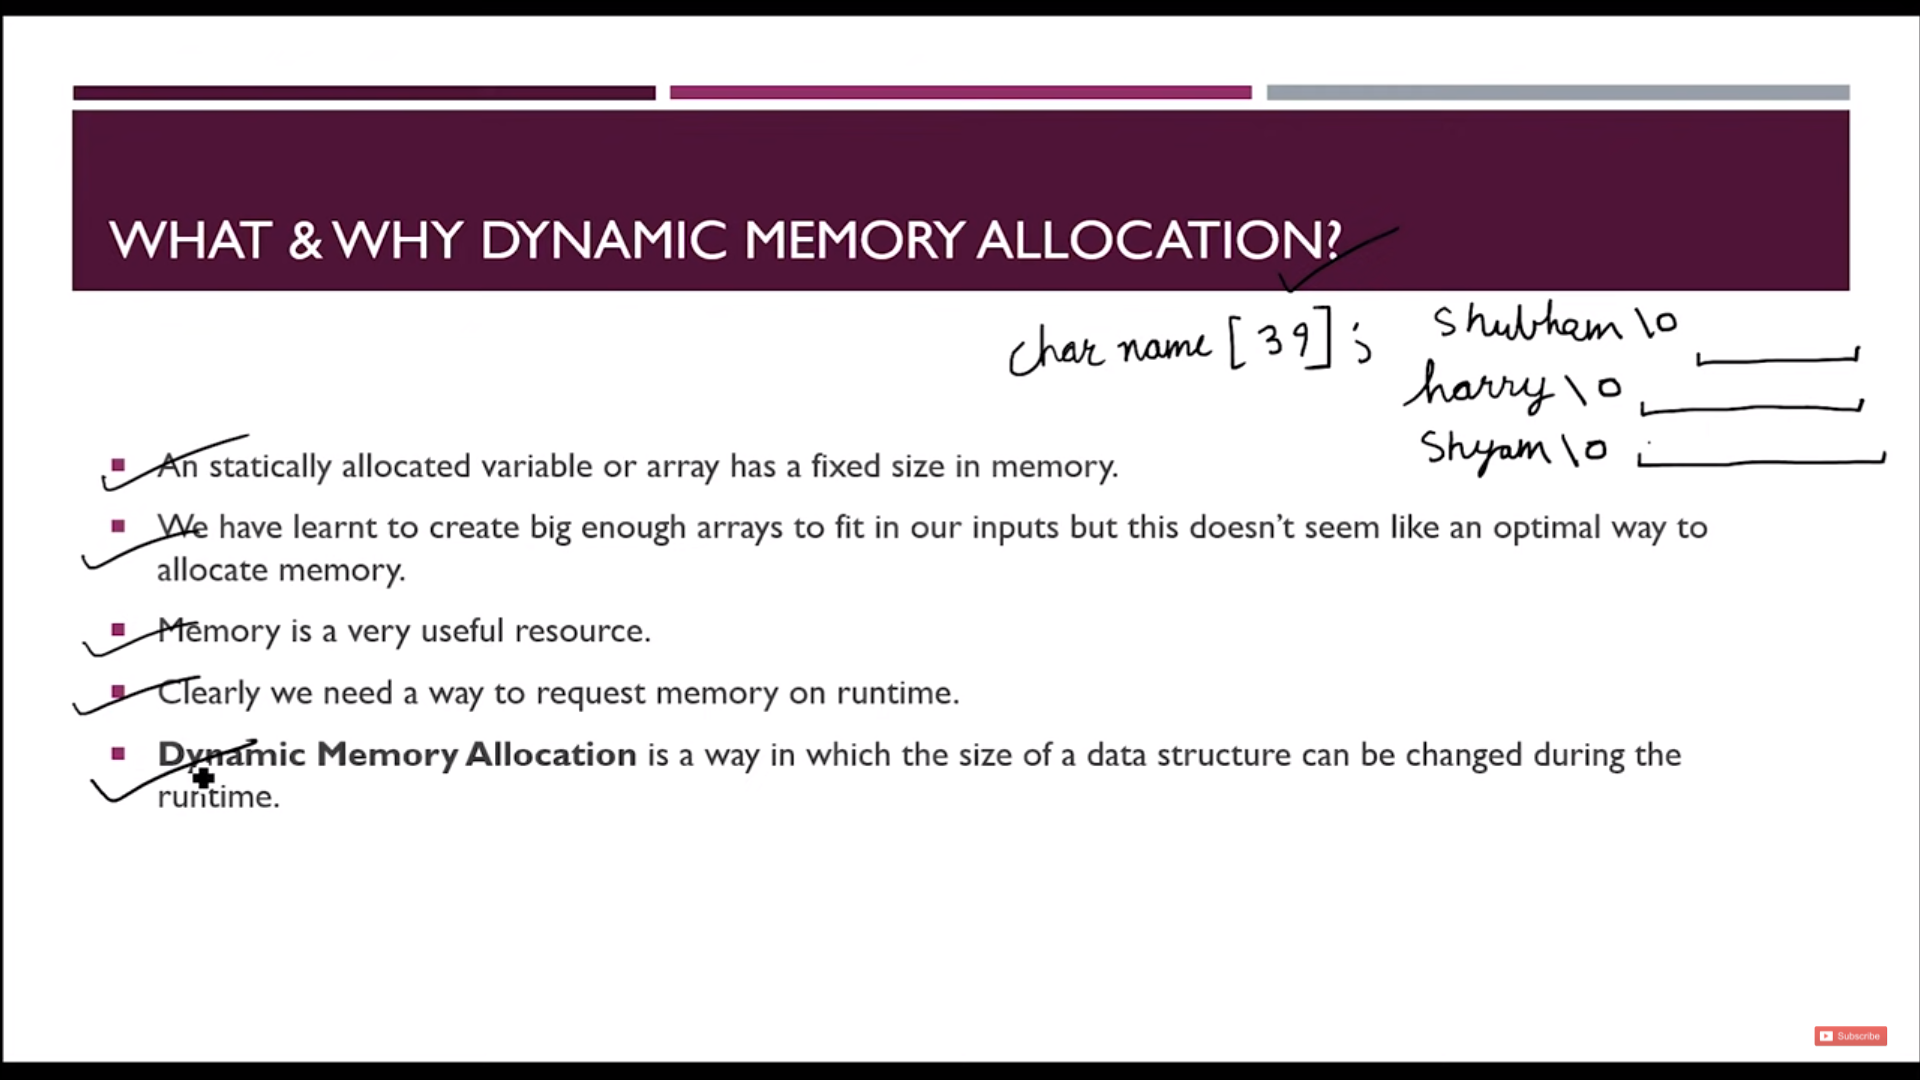 WHAT & WHY DYNAMIC MEMORY ALLOCATION?
char name [39];
Shubham \0
harry \0
Shyam \0
An statically allocated variable or array has a fixed size in memory.
We have learnt to create big enough arrays to fit in our inputs but this doesn't seem like an optimal way to
allocate memory.
Memory is a very useful resource.
Clearly we need a way to request memory on runtime.
Dynamic Memory Allocation is a way in which the size of a data structure can be changed during the
runtime.
Subscribe